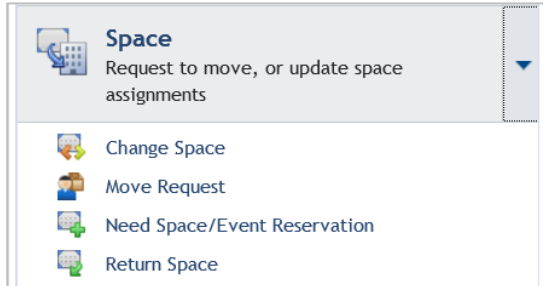 Space
Request to move, or update space
assignments
Change Space
Move Request
Need Space/Event Reservation
Return Space